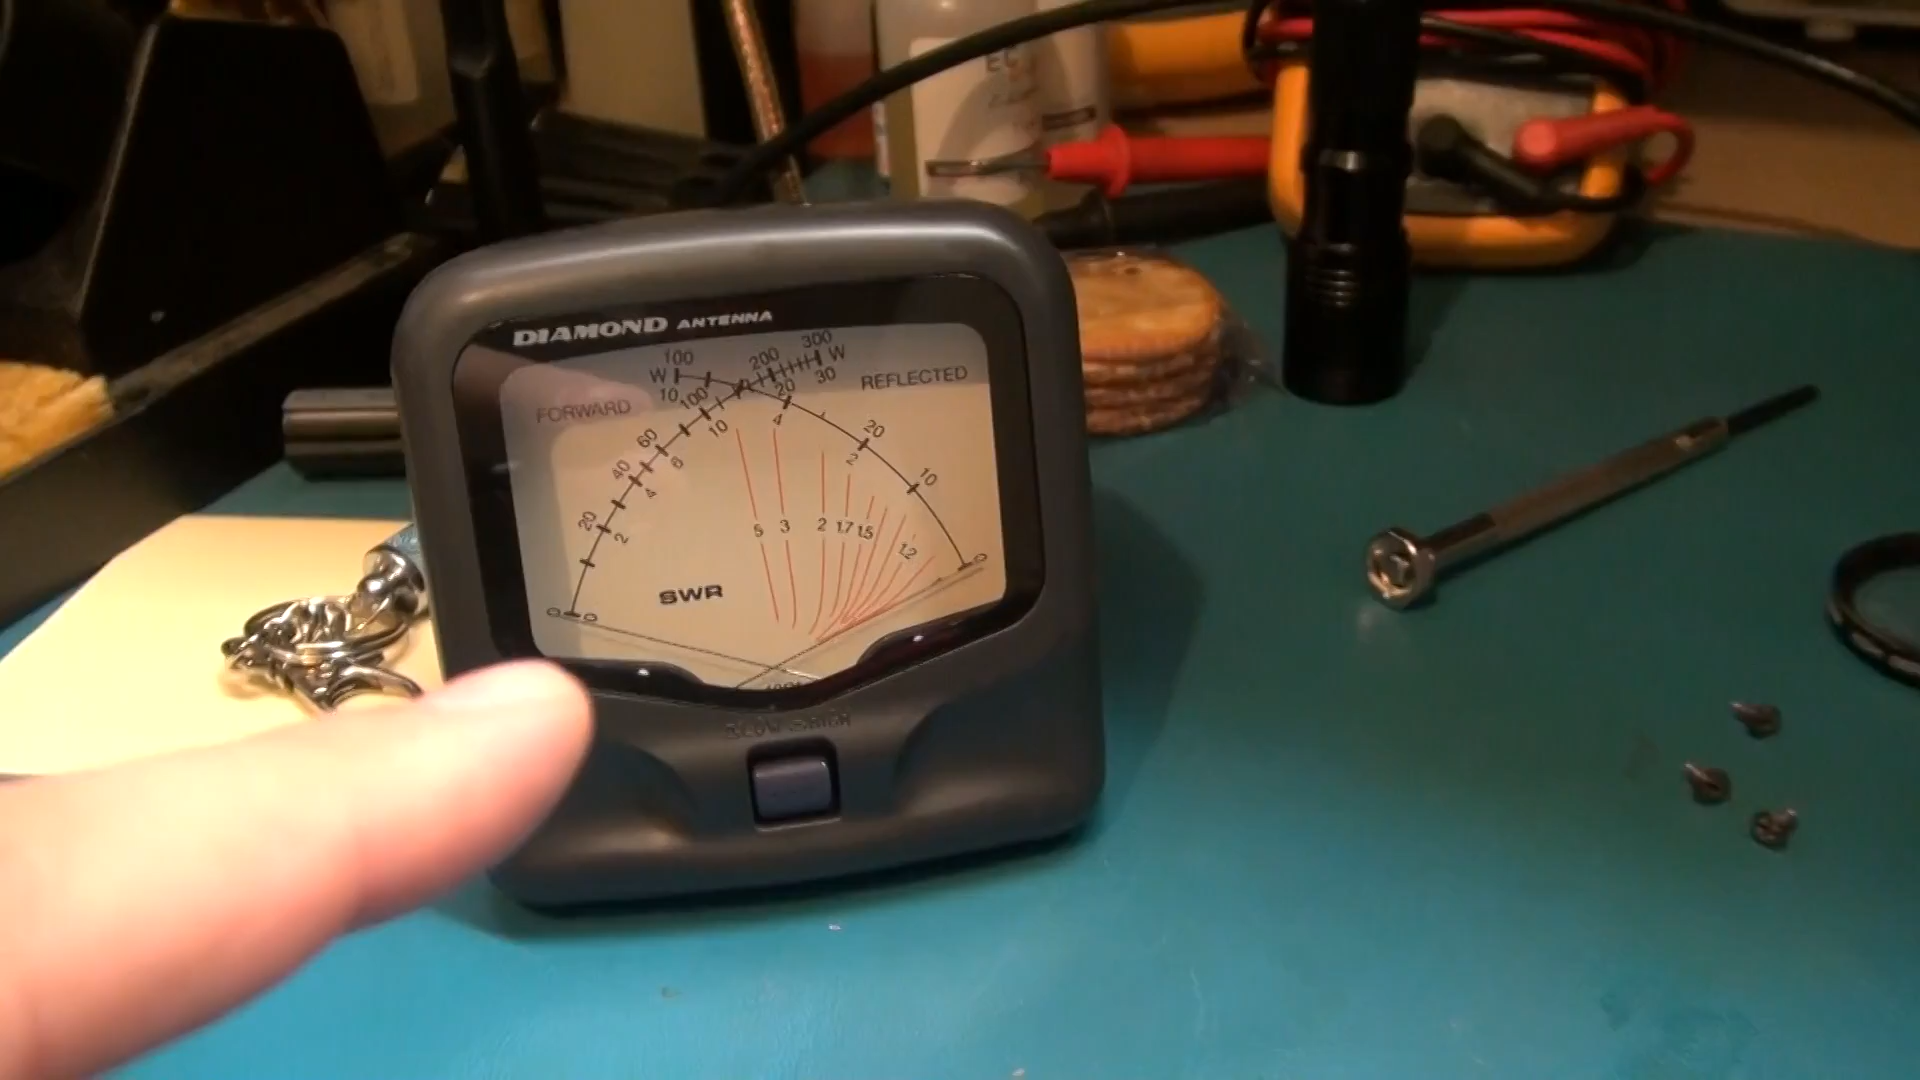 DIAMOND ANTENNA
300
100 200 W
W
10 100 20 30
FORWARD REFLECTED
60 10 4 20
40 6 2 10
4
20
2
5 3 2 1.7 1.5 1.2
SWR
0 0 0